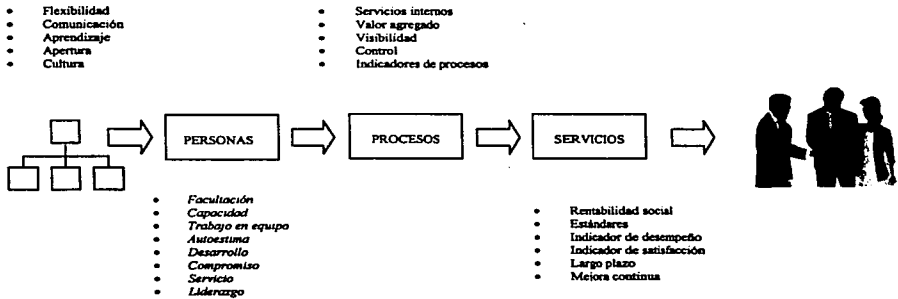 Flexibilidad
Comunicación
Aprendizaje
Apertura
Cultura
Servicios internos
Valor agregado
Visibilidad
Control
Indicadores de procesos
PERSONAS
PROCESOS
SERVICIOS
Facultación
Capacidad
Trabajo en equipo
Autoestima
Desarrollo
Compromiso
Servicio
Liderazgo
Rentabilidad social
Estándares
Indicador de desempeño
Indicador de satisfacción
Largo plazo
Mejora continua